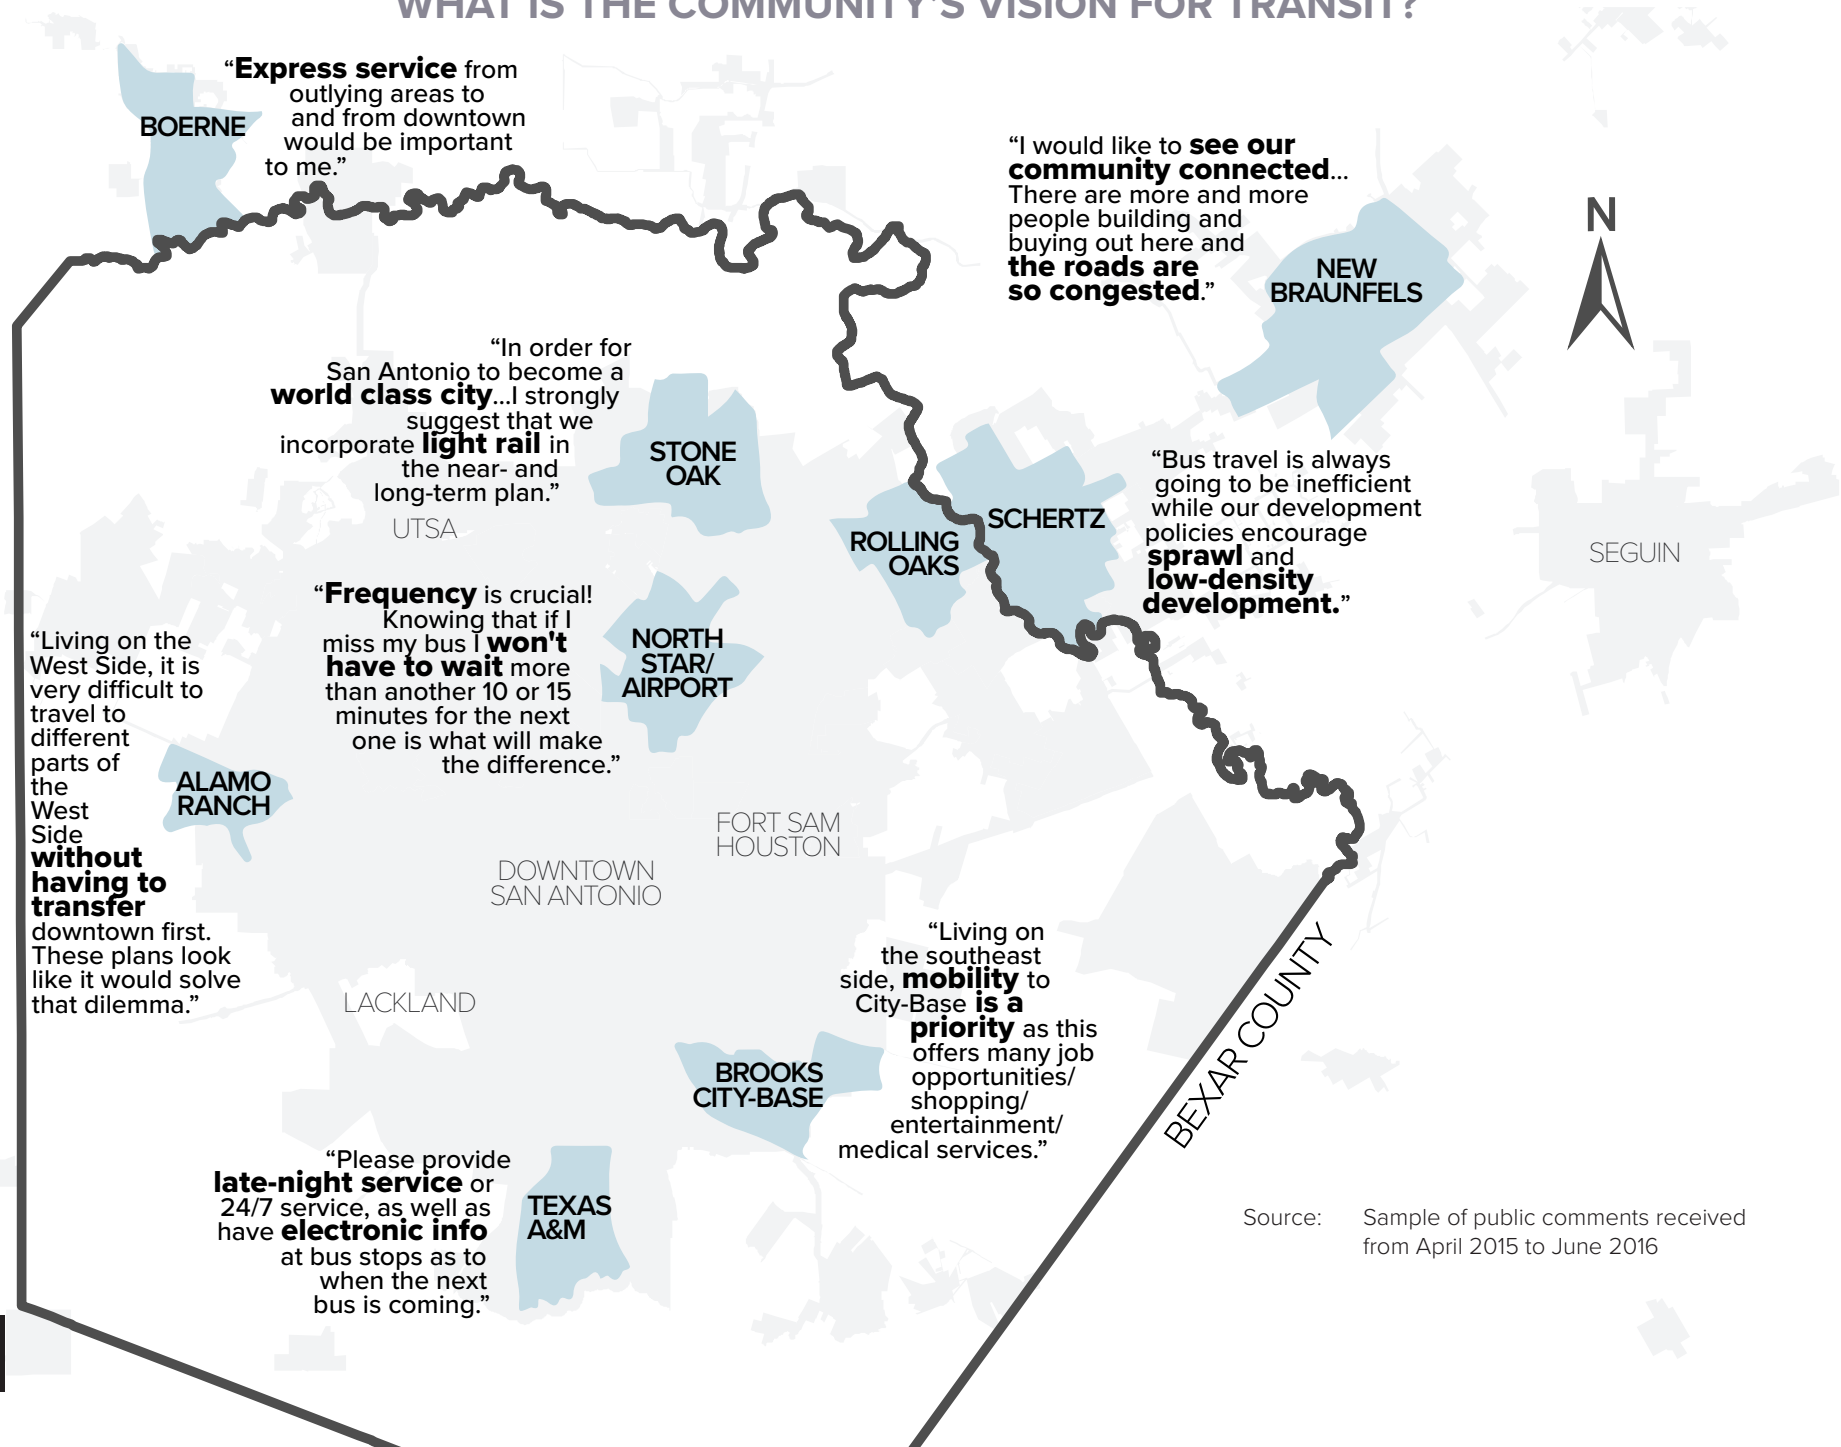 WHAT IS THE COMMUNITY’S VISION FOR TRANSIT?
“Express service from
outlying areas to
and from downtown
would be important
to me.”
BOERNE
“I would like to see our
community connected...
There are more and more
people building and
buying out here and
the roads are
so congested.”
NEW
BRAUNFELS
N
“In order for
San Antonio to become a
world class city...I strongly
suggest that we
incorporate light rail in
the near- and
long-term plan.”
STONE
OAK
UTSA
ROLLING
OAKS
SCHERTZ
“Bus travel is always
going to be inefficient
while our development
policies encourage
sprawl and
low-density
development.”
SEGUIN
“Frequency is crucial!
Knowing that if I
miss my bus I won't
have to wait more
than another 10 or 15
minutes for the next
one is what will make
the difference.”
NORTH
STAR/
AIRPORT
“Living on the
West Side, it is
very difficult to
travel to
different
parts of
the
West
Side
without
having to
transfer
downtown first.
These plans look
like it would solve
that dilemma.”
ALAMO
RANCH
FORT SAM
HOUSTON
DOWNTOWN
SAN ANTONIO
LACKLAND
“Living on
the southeast
side, mobility to
City-Base is a
priority as this
offers many job
opportunities/
shopping/
entertainment/
medical services.”
BROOKS
CITY-BASE
BEXAR COUNTY
“Please provide
late-night service or
24/7 service, as well as
have electronic info
at bus stops as to
when the next
bus is coming.”
TEXAS
A&M
Source: Sample of public comments received
from April 2015 to June 2016